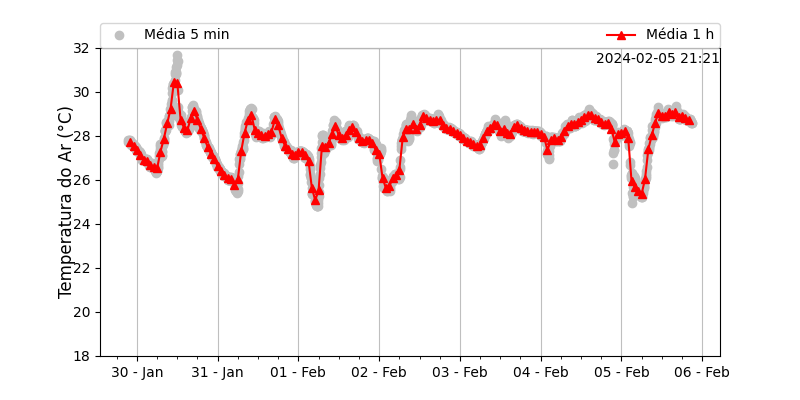 Média 5 min
Média 1 h
2024-02-05 21:21
Temperatura do Ar (°C)
32
30
28
26
24
22
20
18
30 - Jan
31 - Jan
01 - Feb
02 - Feb
03 - Feb
04 - Feb
05 - Feb
06 - Feb